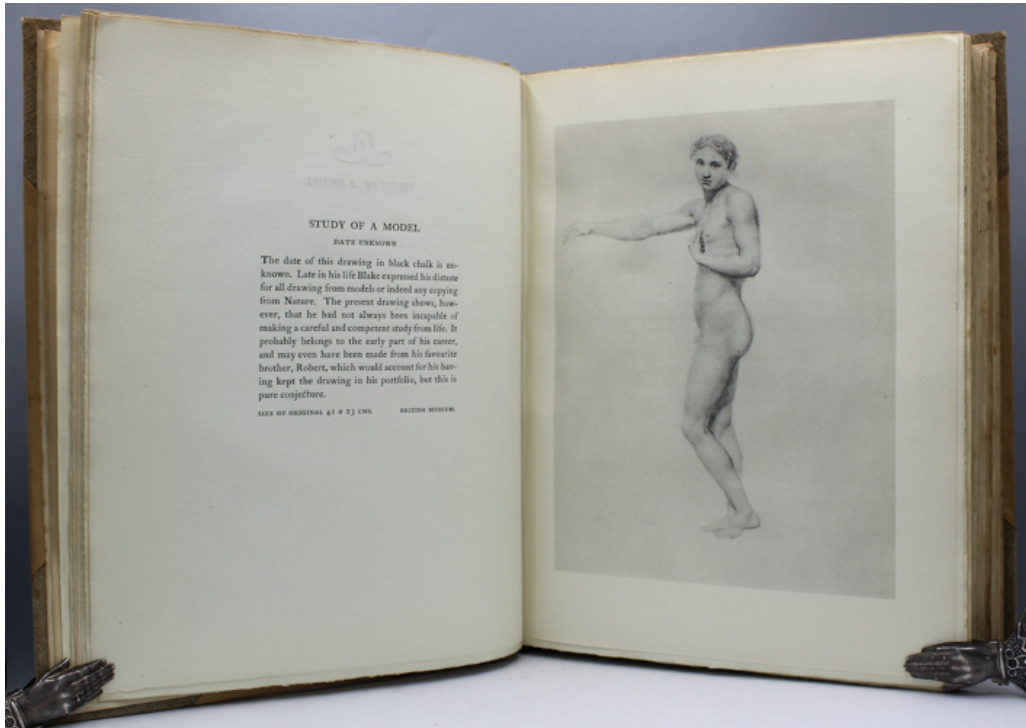 STUDY OF A MODEL
DATE UNKNOWN
The date of this drawing in black chalk is un-
known. Late in his life Blake expressed his distaste
for all drawing from models or indeed any copying
from Nature. The present drawing shows, how-
ever, that he had not always been incapable of
making a careful and competent study from life. It
probably belongs to the early part of his career,
and may even have been made from his favourite
brother, Robert, which would account for his hav-
ing kept the drawing in his portfolio, but this is
pure conjecture.
SIZE OF ORIGINAL 41 x 23 CMS. BRITISH MUSEUM.